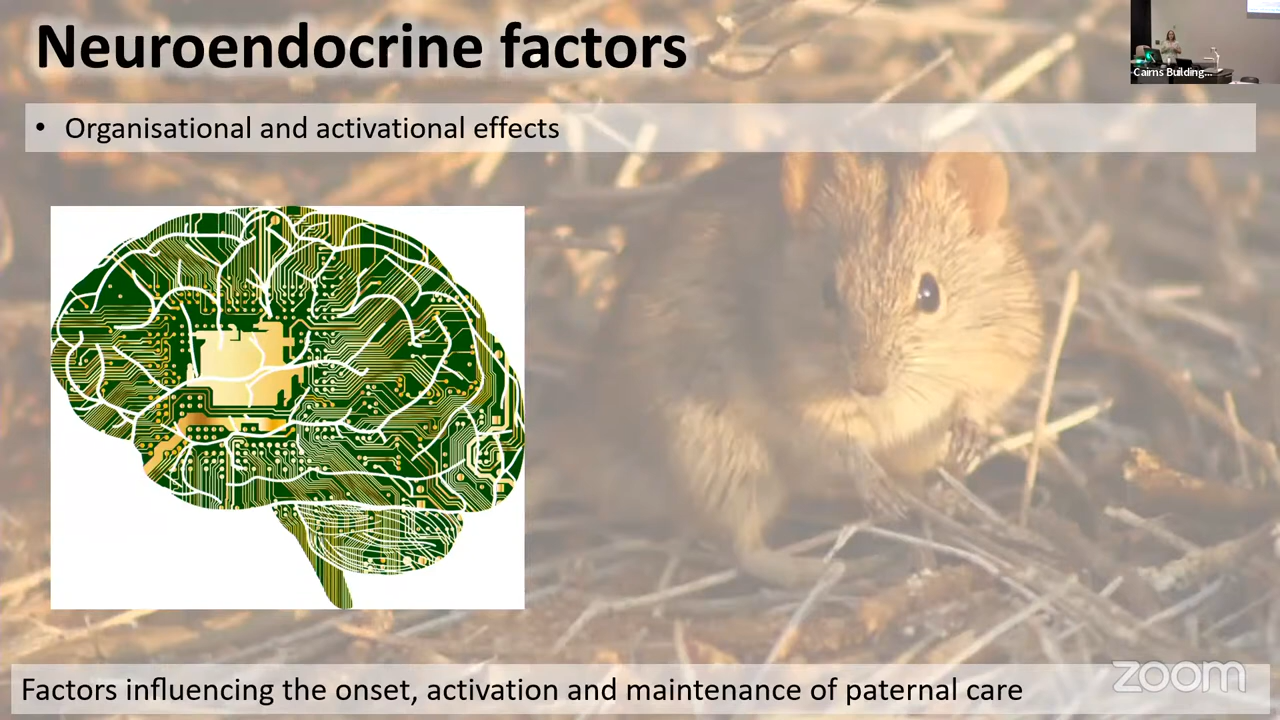 Neuroendocrine factors
Cairns Building...
• Organisational and activational effects
Factors influencing the onset, activation and maintenance of paternal care
zoom